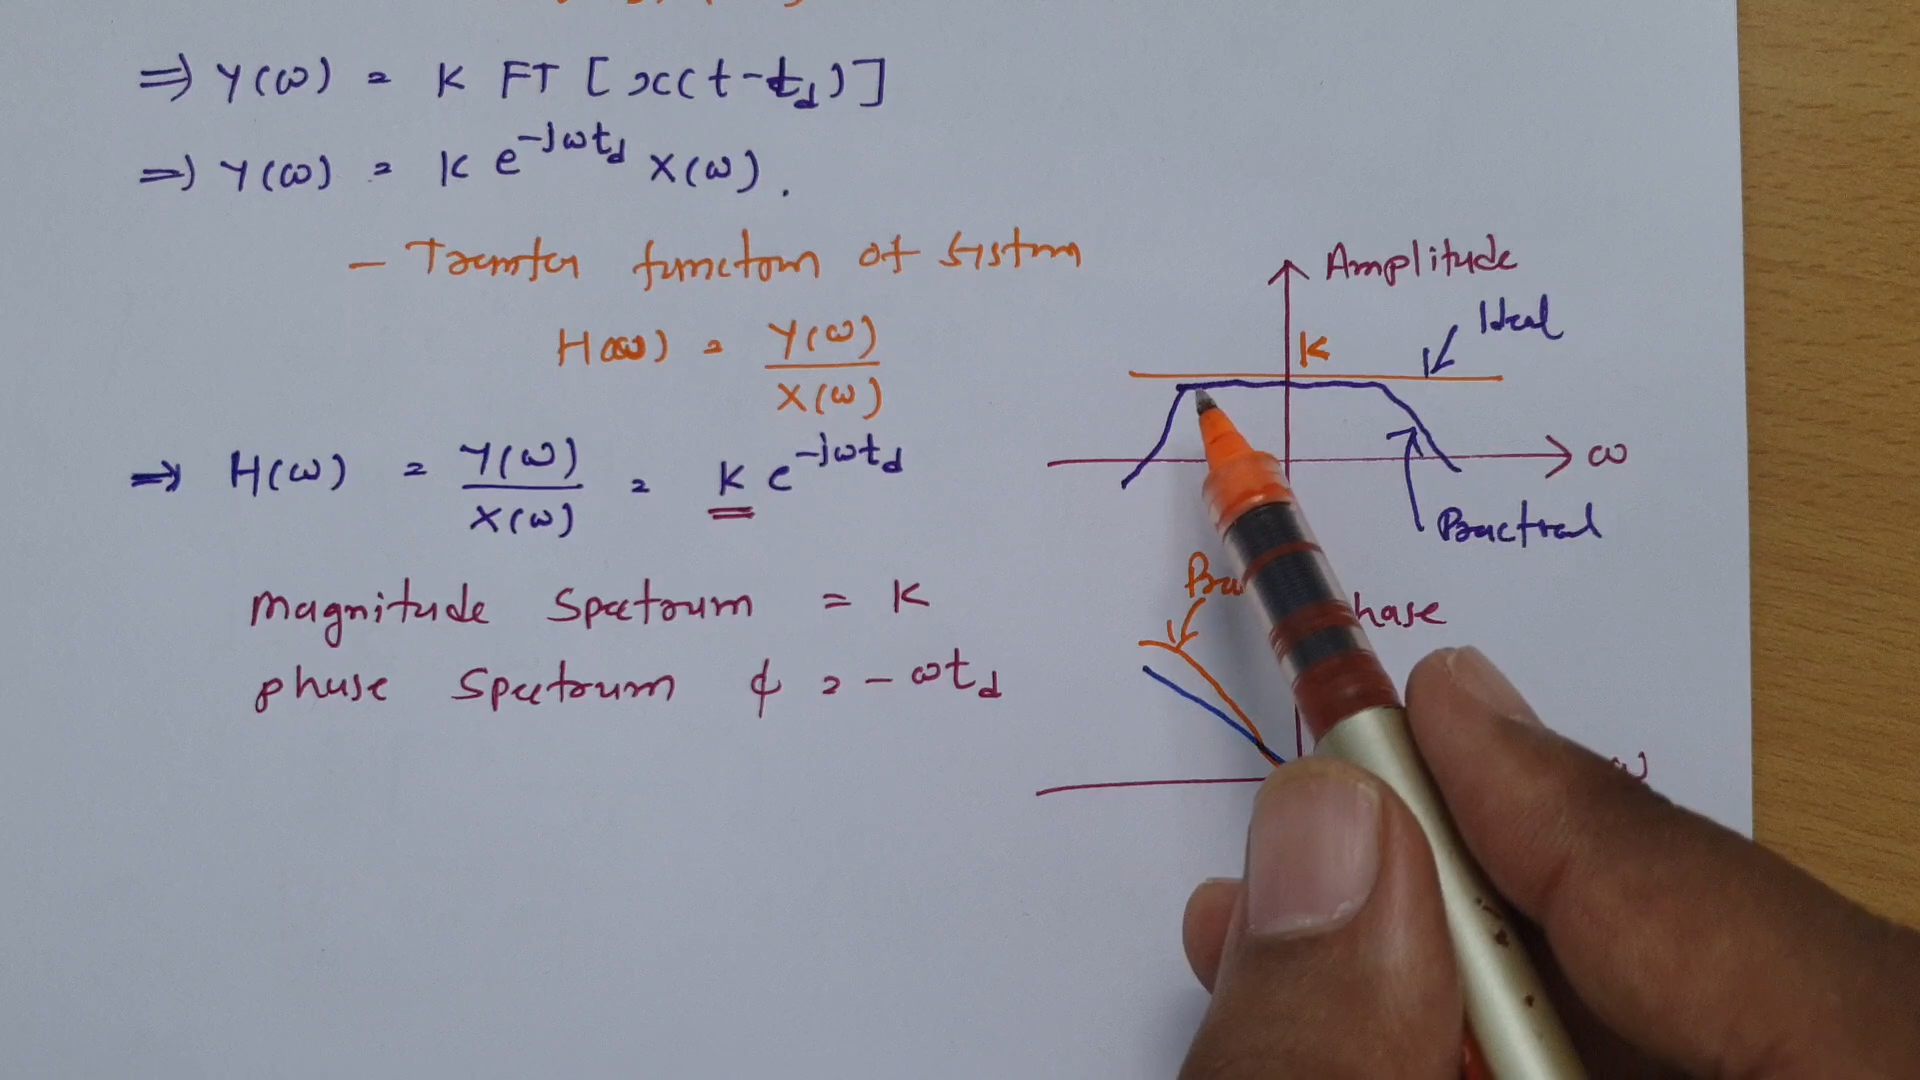 ⇒ Y(ω) = K FT [x(t-td)]
⇒ Y(ω) = K e^-jωtd X(ω).
- Transfer function of system
H(ω) = Y(ω) / X(ω)
⇒ H(ω) = Y(ω) / X(ω) = K e^-jωtd
Magnitude Spectrum = K
phase Spectrum ¢ = - ωtd
Amplitude
K
Ideal
ω
Practical
hase
ω